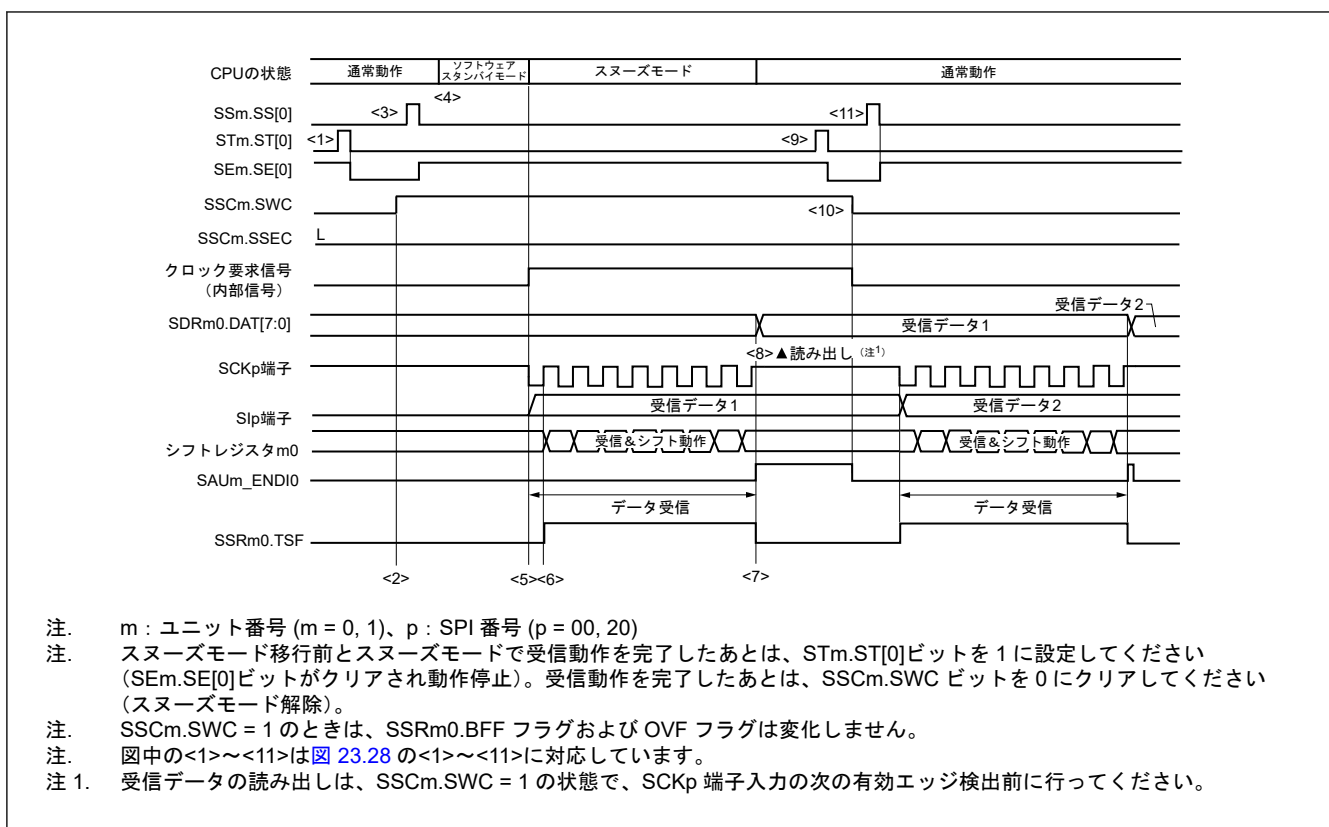 CPUの状態 通常動作 ソフトウェア スタンバイモード スヌーズモード 通常動作
<4>
SSm.SS[0] <3> <11>
STm.ST[0] <1> <9>
SEm.SE[0]
SSCm.SWC <10>
SSCm.SSEC L
クロック要求信号
（内部信号）
受信データ2
SDRm0.DAT[7:0] 受信データ1
<8>▲読み出し（注1）
SCKp端子
SIp端子 受信データ1 受信データ2
シフトレジスタm0 受信&シフト動作 受信&シフト動作
SAUm_ENDI0
データ受信 データ受信
SSRm0.TSF
<2> <5><6> <7>
注. m：ユニット番号 (m = 0, 1)、p：SPI 番号 (p = 00, 20)
注. スヌーズモード移行前とスヌーズモードで受信動作を完了したあとは、STm.ST[0]ビットを 1 に設定してください
（SEm.SE[0]ビットがクリアされ動作停止）。受信動作を完了したあとは、SSCm.SWC ビットを 0 にクリアしてください
（スヌーズモード解除）。
注. SSCm.SWC = 1 のときは、SSRm0.BFF フラグおよび OVF フラグは変化しません。
注. 図中の<1>～<11>は図 23.28 の<1>～<11>に対応しています。
注 1. 受信データの読み出しは、SSCm.SWC = 1 の状態で、SCKp 端子入力の次の有効エッジ検出前に行ってください。